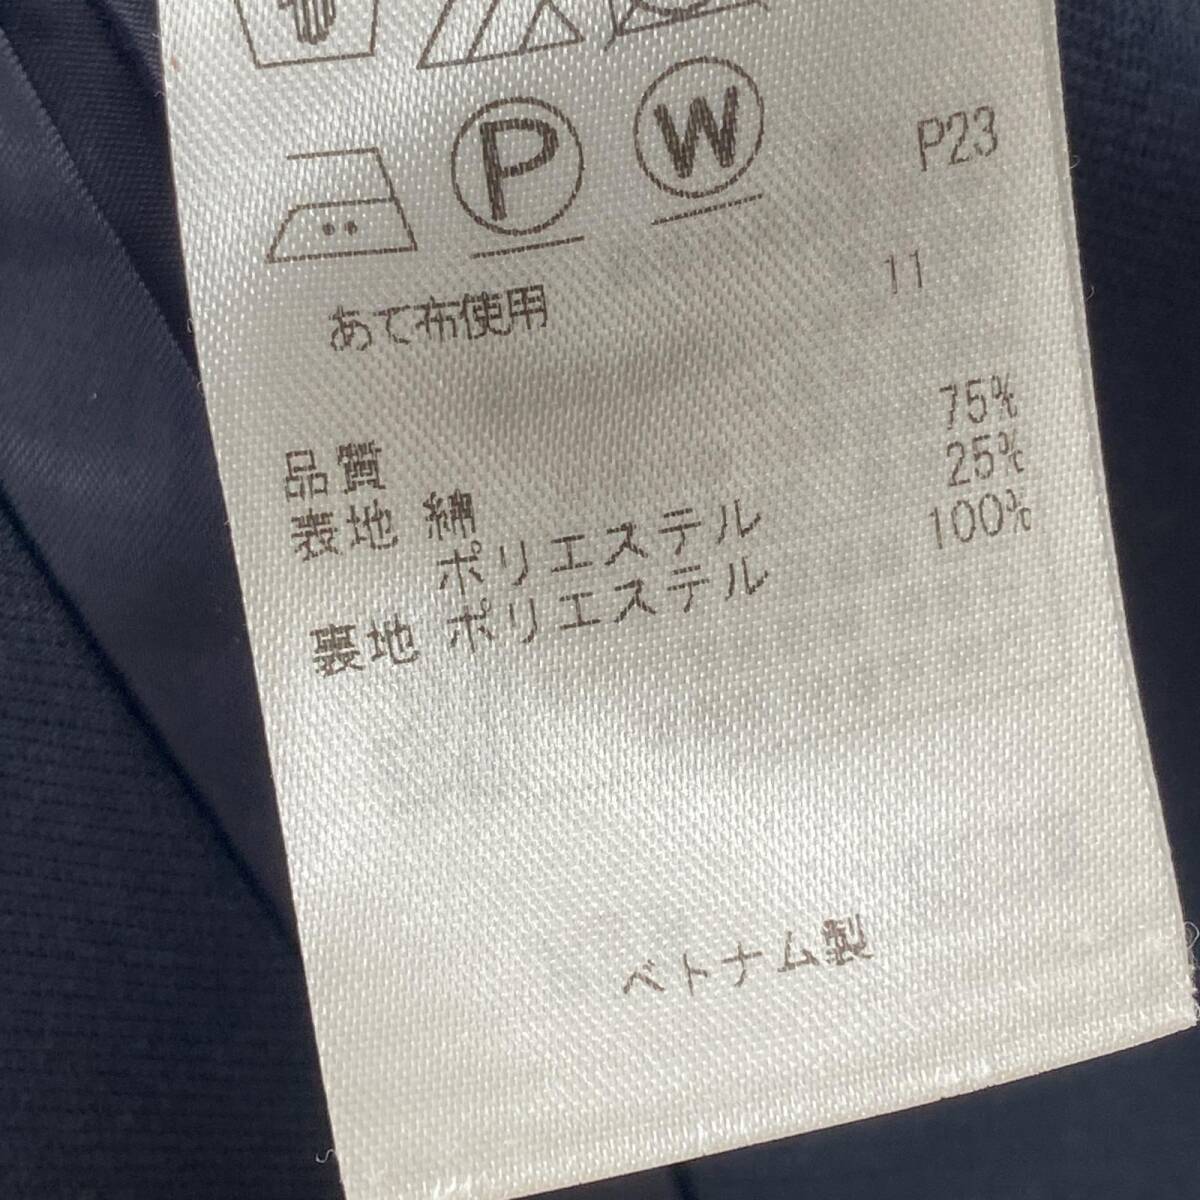 P W P23
あて布使用 11
品質
表地 綿 75%
ポリエステル 25%
裏地 ポリエステル 100%
ベトナム製